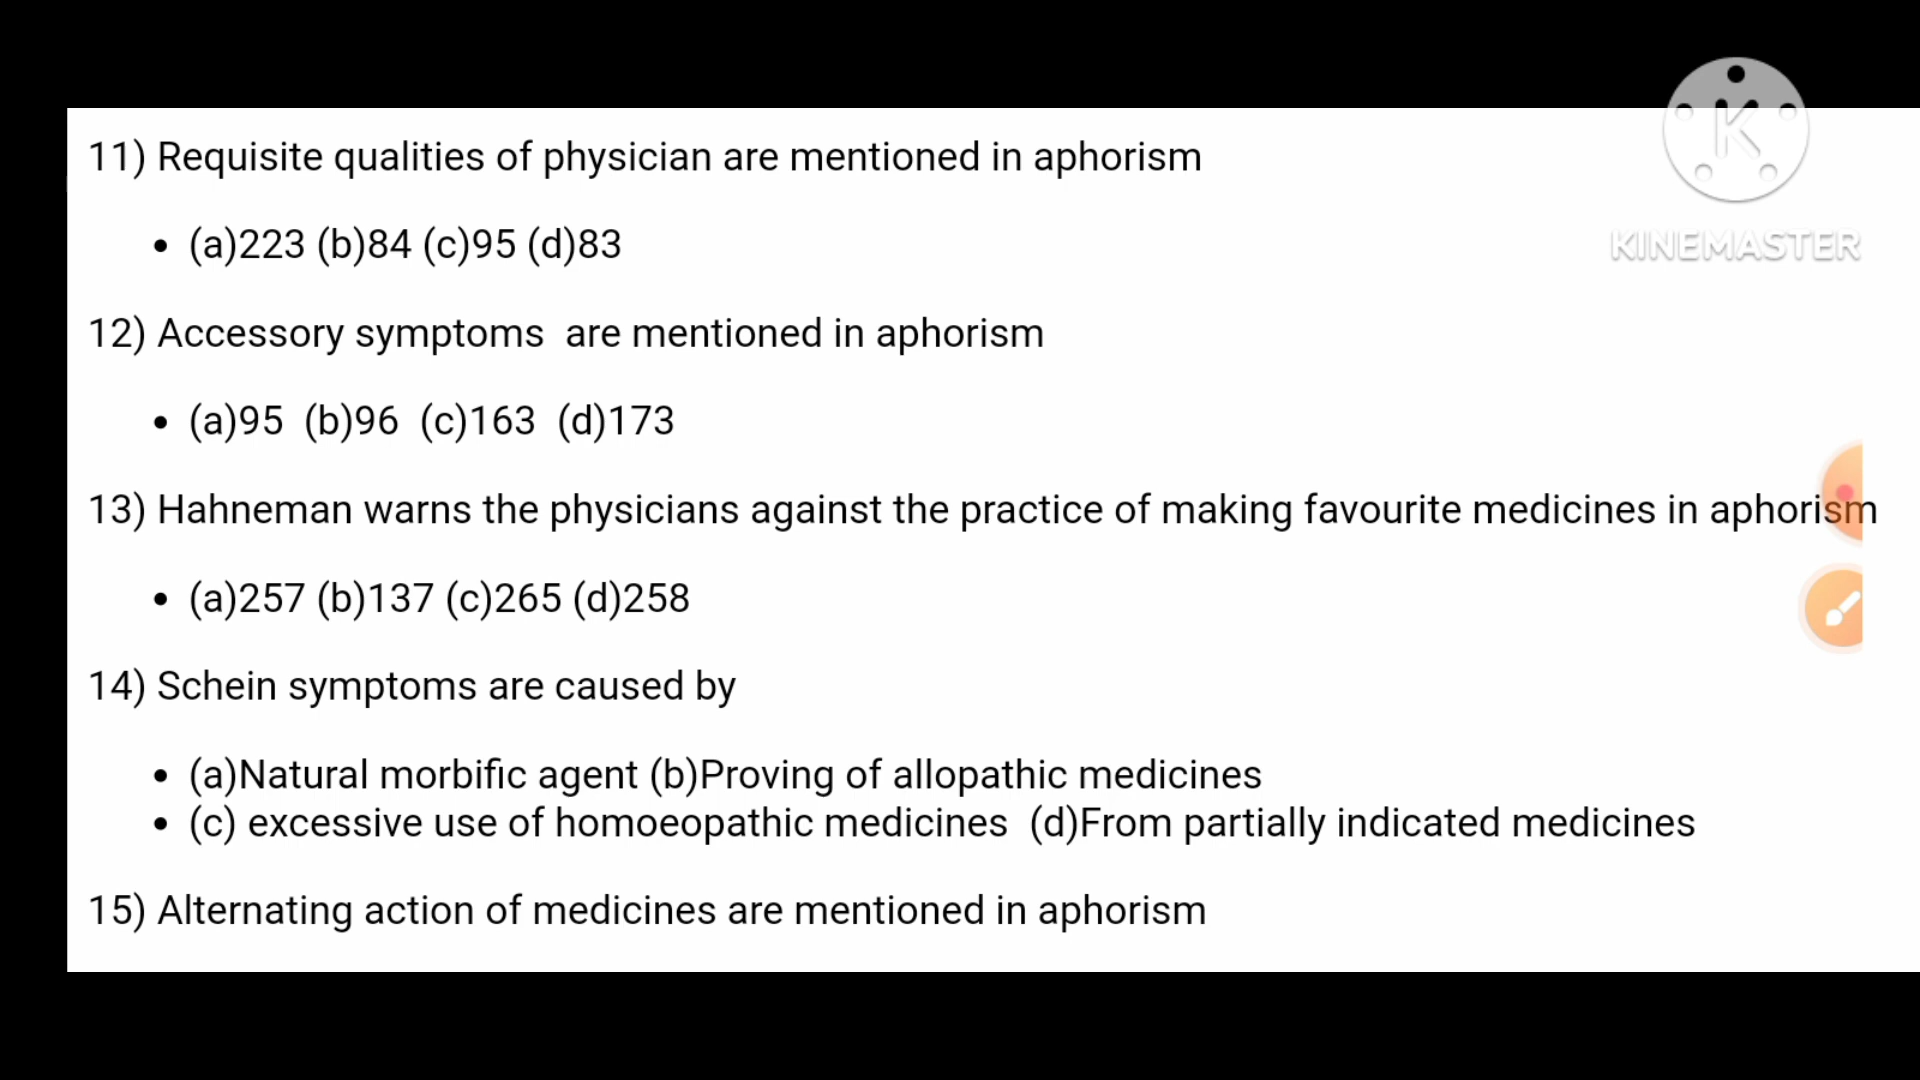 11) Requisite qualities of physician are mentioned in aphorism
• (a)223 (b)84 (c)95 (d)83
12) Accessory symptoms  are mentioned in aphorism
• (a)95  (b)96  (c)163  (d)173
13) Hahneman warns the physicians against the practice of making favourite medicines in aphorism
• (a)257 (b)137 (c)265 (d)258
14) Schein symptoms are caused by
• (a)Natural morbific agent (b)Proving of allopathic medicines
• (c) excessive use of homoeopathic medicines  (d)From partially indicated medicines
15) Alternating action of medicines are mentioned in aphorism
K
KINEMASTER